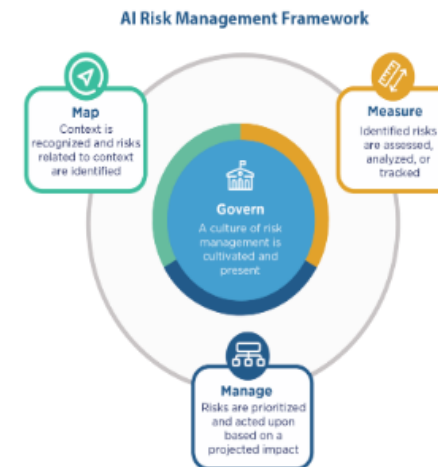 AI Risk Management Framework
Map
Context is
recognized and risks
related to context
are identified
Measure
Identified risks
are assessed,
analyzed, or
tracked
Govern
A culture of risk
management is
cultivated and
present
Manage
Risks are prioritized
and acted upon
based on a
projected impact